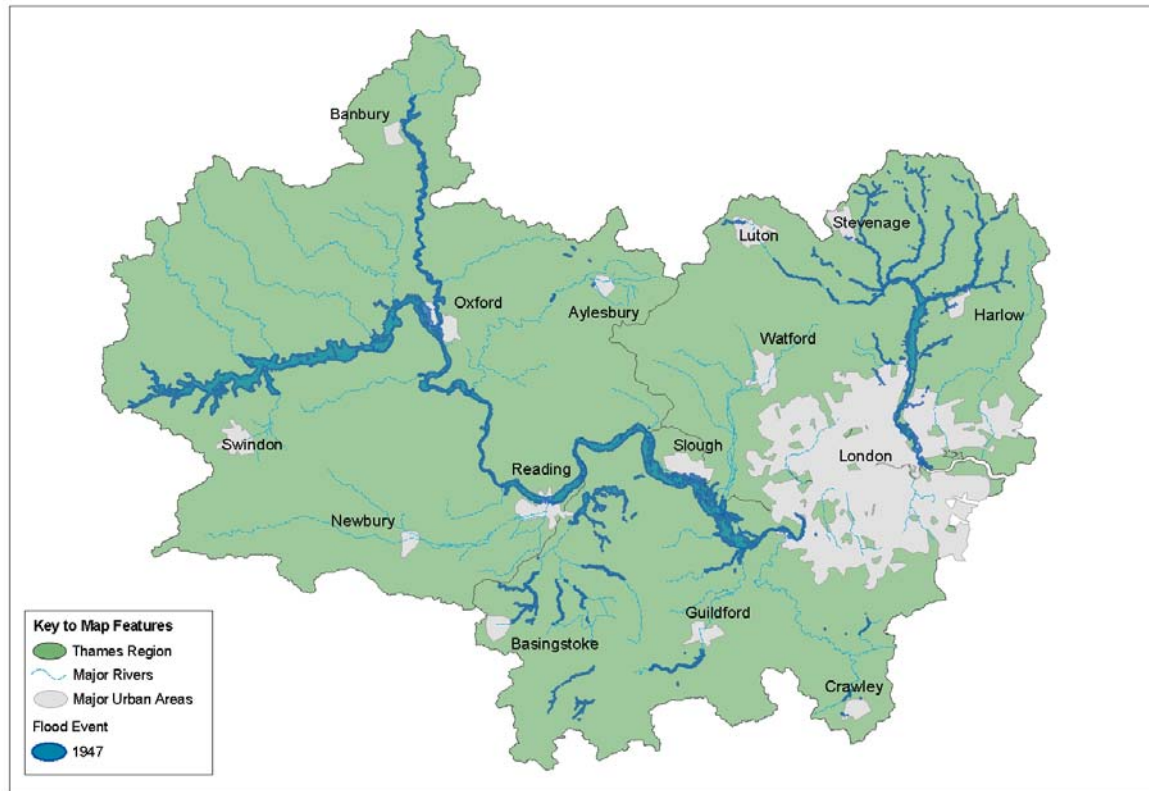 Banbury
Stevenage
Luton
Oxford
Aylesbury
Harlow
Watford
Swindon
Slough
London
Reading
Newbury
Guildford
Basingstoke
Crawley
Key to Map Features
Thames Region
Major Rivers
Major Urban Areas
Flood Event
1947